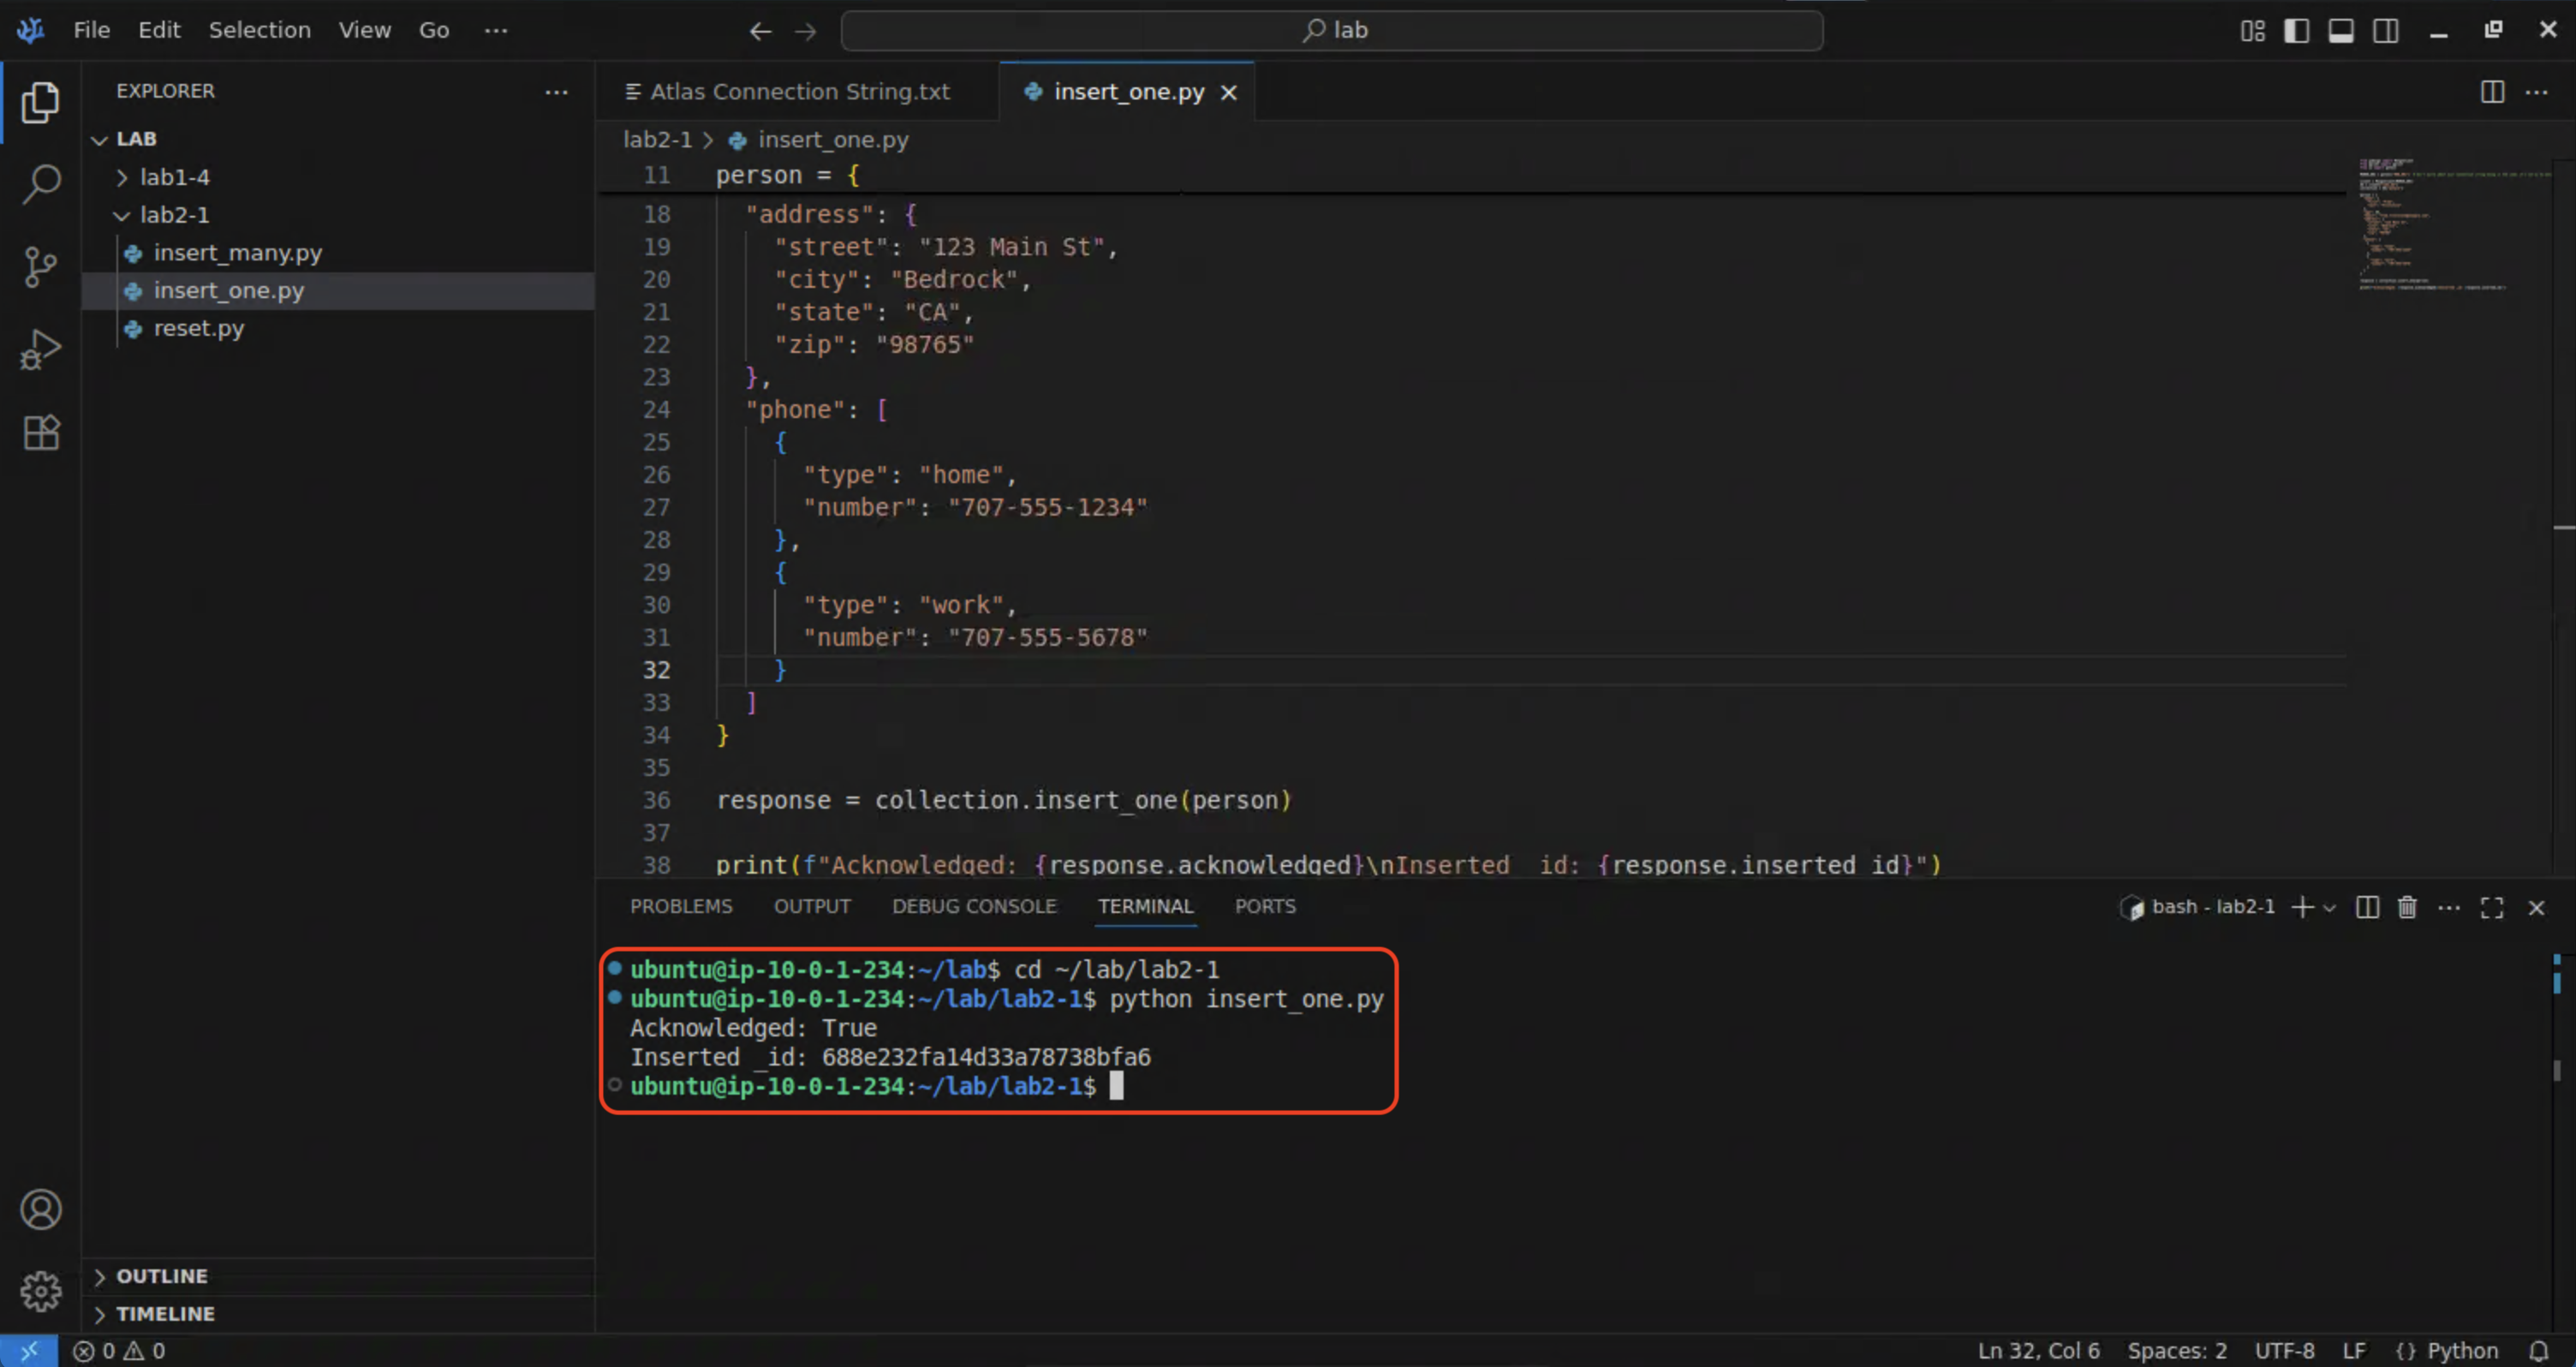 File Edit Selection View Go ··· lab
EXPLORER ···
LAB
lab1-4
lab2-1
insert_many.py
insert_one.py
reset.py
OUTLINE
TIMELINE
Atlas Connection String.txt insert_one.py
lab2-1 > insert_one.py
11 person = {
18 "address": {
19 "street": "123 Main St",
20 "city": "Bedrock",
21 "state": "CA",
22 "zip": "98765"
23 },
24 "phone": [
25 {
26 "type": "home",
27 "number": "707-555-1234"
28 },
29 {
30 "type": "work",
31 "number": "707-555-5678"
32 }
33 ]
34 }
35
36 response = collection.insert_one(person)
37
38 print(f"Acknowledged: {response.acknowledged}\nInserted _id: {response.inserted_id}")
PROBLEMS OUTPUT DEBUG CONSOLE TERMINAL PORTS bash - lab2-1
ubuntu@ip-10-0-1-234:~/lab$ cd ~/lab/lab2-1
ubuntu@ip-10-0-1-234:~/lab/lab2-1$ python insert_one.py
Acknowledged: True
Inserted _id: 688e232fa14d33a78738bfa6
ubuntu@ip-10-0-1-234:~/lab/lab2-1$
0 0 Ln 32, Col 6 Spaces: 2 UTF-8 LF {} Python